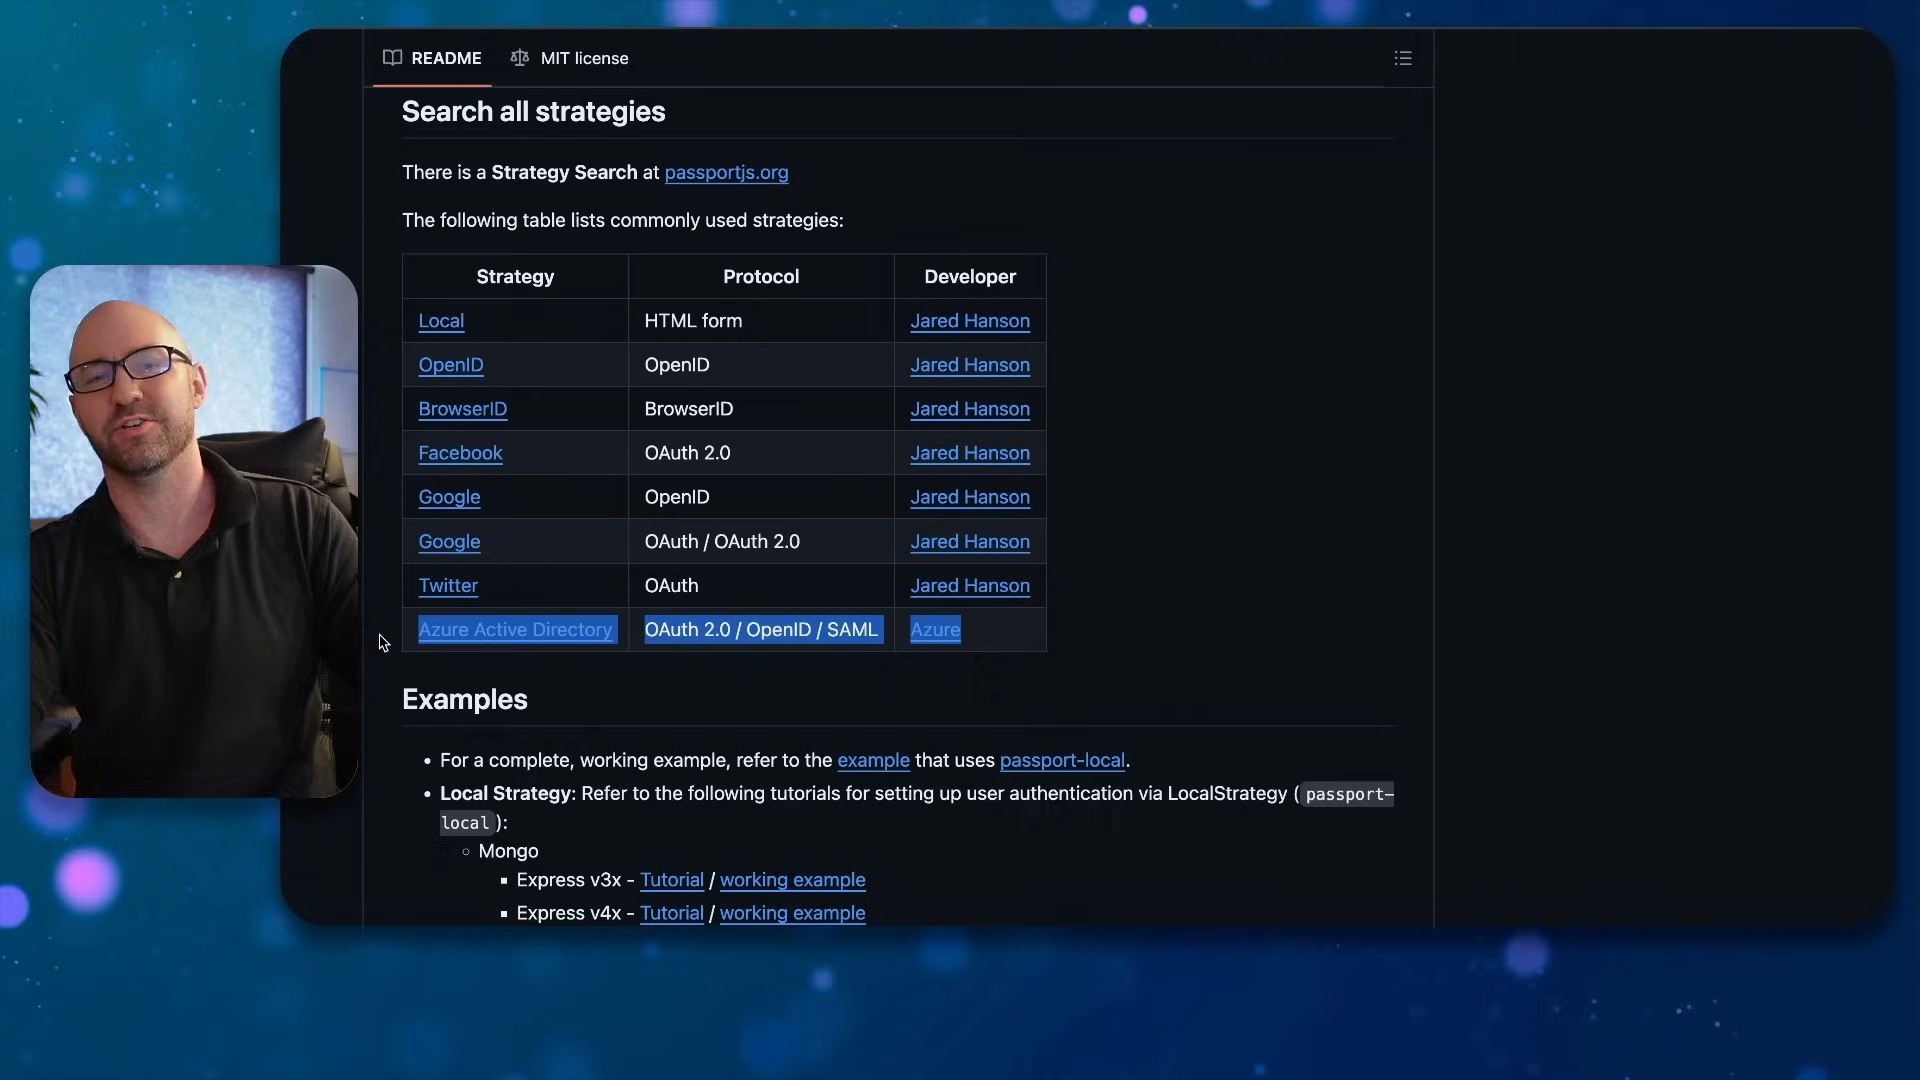 README MIT license
Search all strategies
There is a Strategy Search at passportjs.org
The following table lists commonly used strategies:
Strategy Protocol Developer
Local HTML form Jared Hanson
OpenID OpenID Jared Hanson
BrowserID BrowserID Jared Hanson
Facebook OAuth 2.0 Jared Hanson
Google OpenID Jared Hanson
Google OAuth / OAuth 2.0 Jared Hanson
Twitter OAuth Jared Hanson
Azure Active Directory OAuth 2.0 / OpenID / SAML Azure
Examples
• For a complete, working example, refer to the example that uses passport-local.
• Local Strategy: Refer to the following tutorials for setting up user authentication via LocalStrategy ( passport-
local ):
○ Mongo
▪ Express v3x - Tutorial / working example
▪ Express v4x - Tutorial / working example